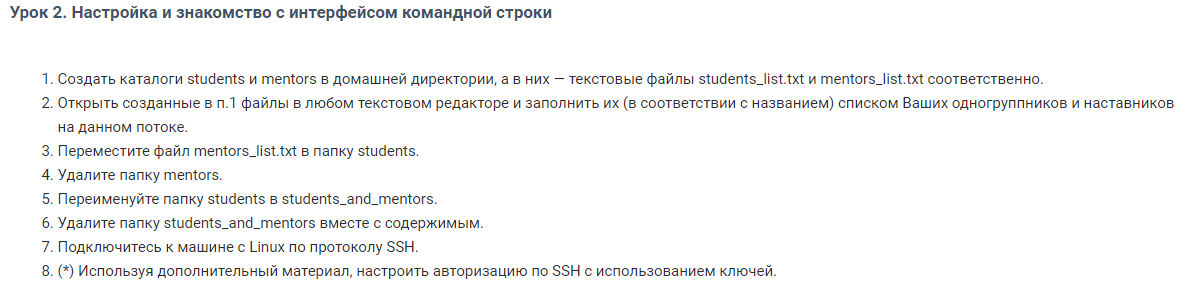 Урок 2. Настройка и знакомство с интерфейсом командной строки
1. Создать каталоги students и mentors в домашней директории, а в них — текстовые файлы students_list.txt и mentors_list.txt соответственно.
2. Открыть созданные в п.1 файлы в любом текстовом редакторе и заполнить их (в соответствии с названием) списком Ваших одногруппников и наставников
на данном потоке.
3. Переместите файл mentors_list.txt в папку students.
4. Удалите папку mentors.
5. Переименуйте папку students в students_and_mentors.
6. Удалите папку students_and_mentors вместе с содержимым.
7. Подключитесь к машине с Linux по протоколу SSH.
8. (*) Используя дополнительный материал, настроить авторизацию по SSH с использованием ключей.